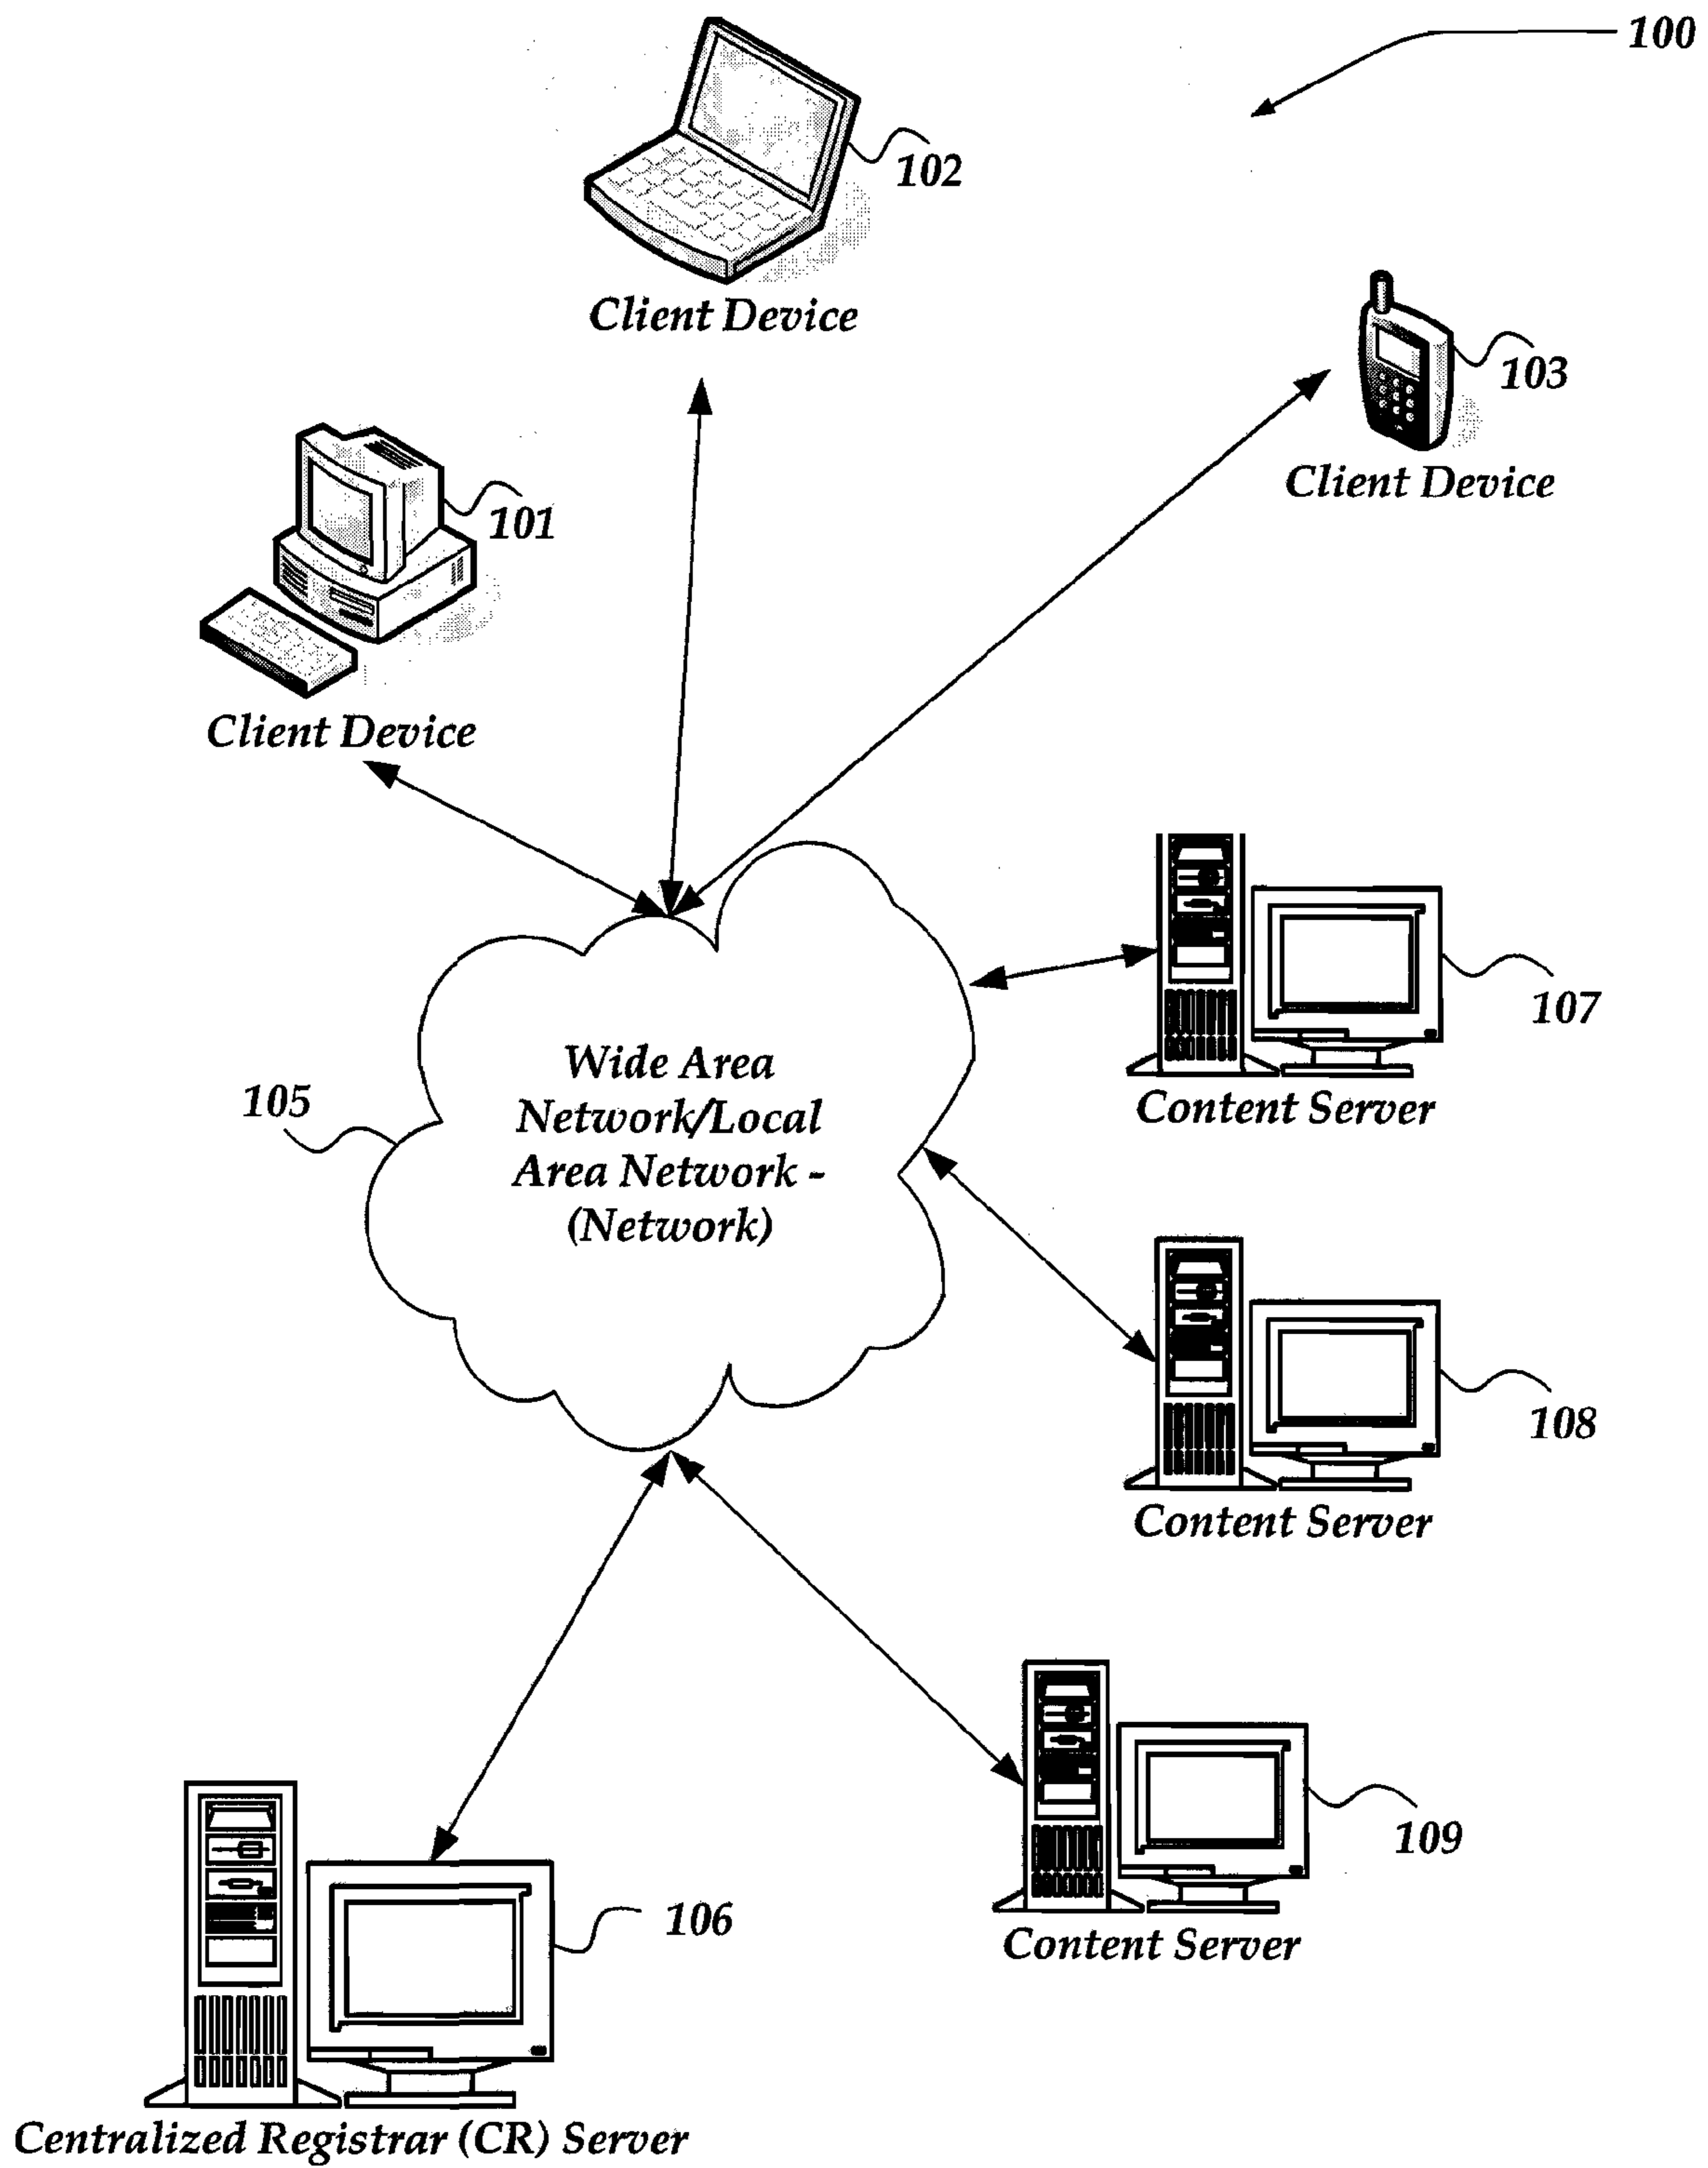 100
102
Client Device
103
Client Device
101
Client Device
107
Content Server
105
Wide Area
Network/Local
Area Network -
(Network)
108
Content Server
109
Content Server
106
Centralized Registrar (CR) Server